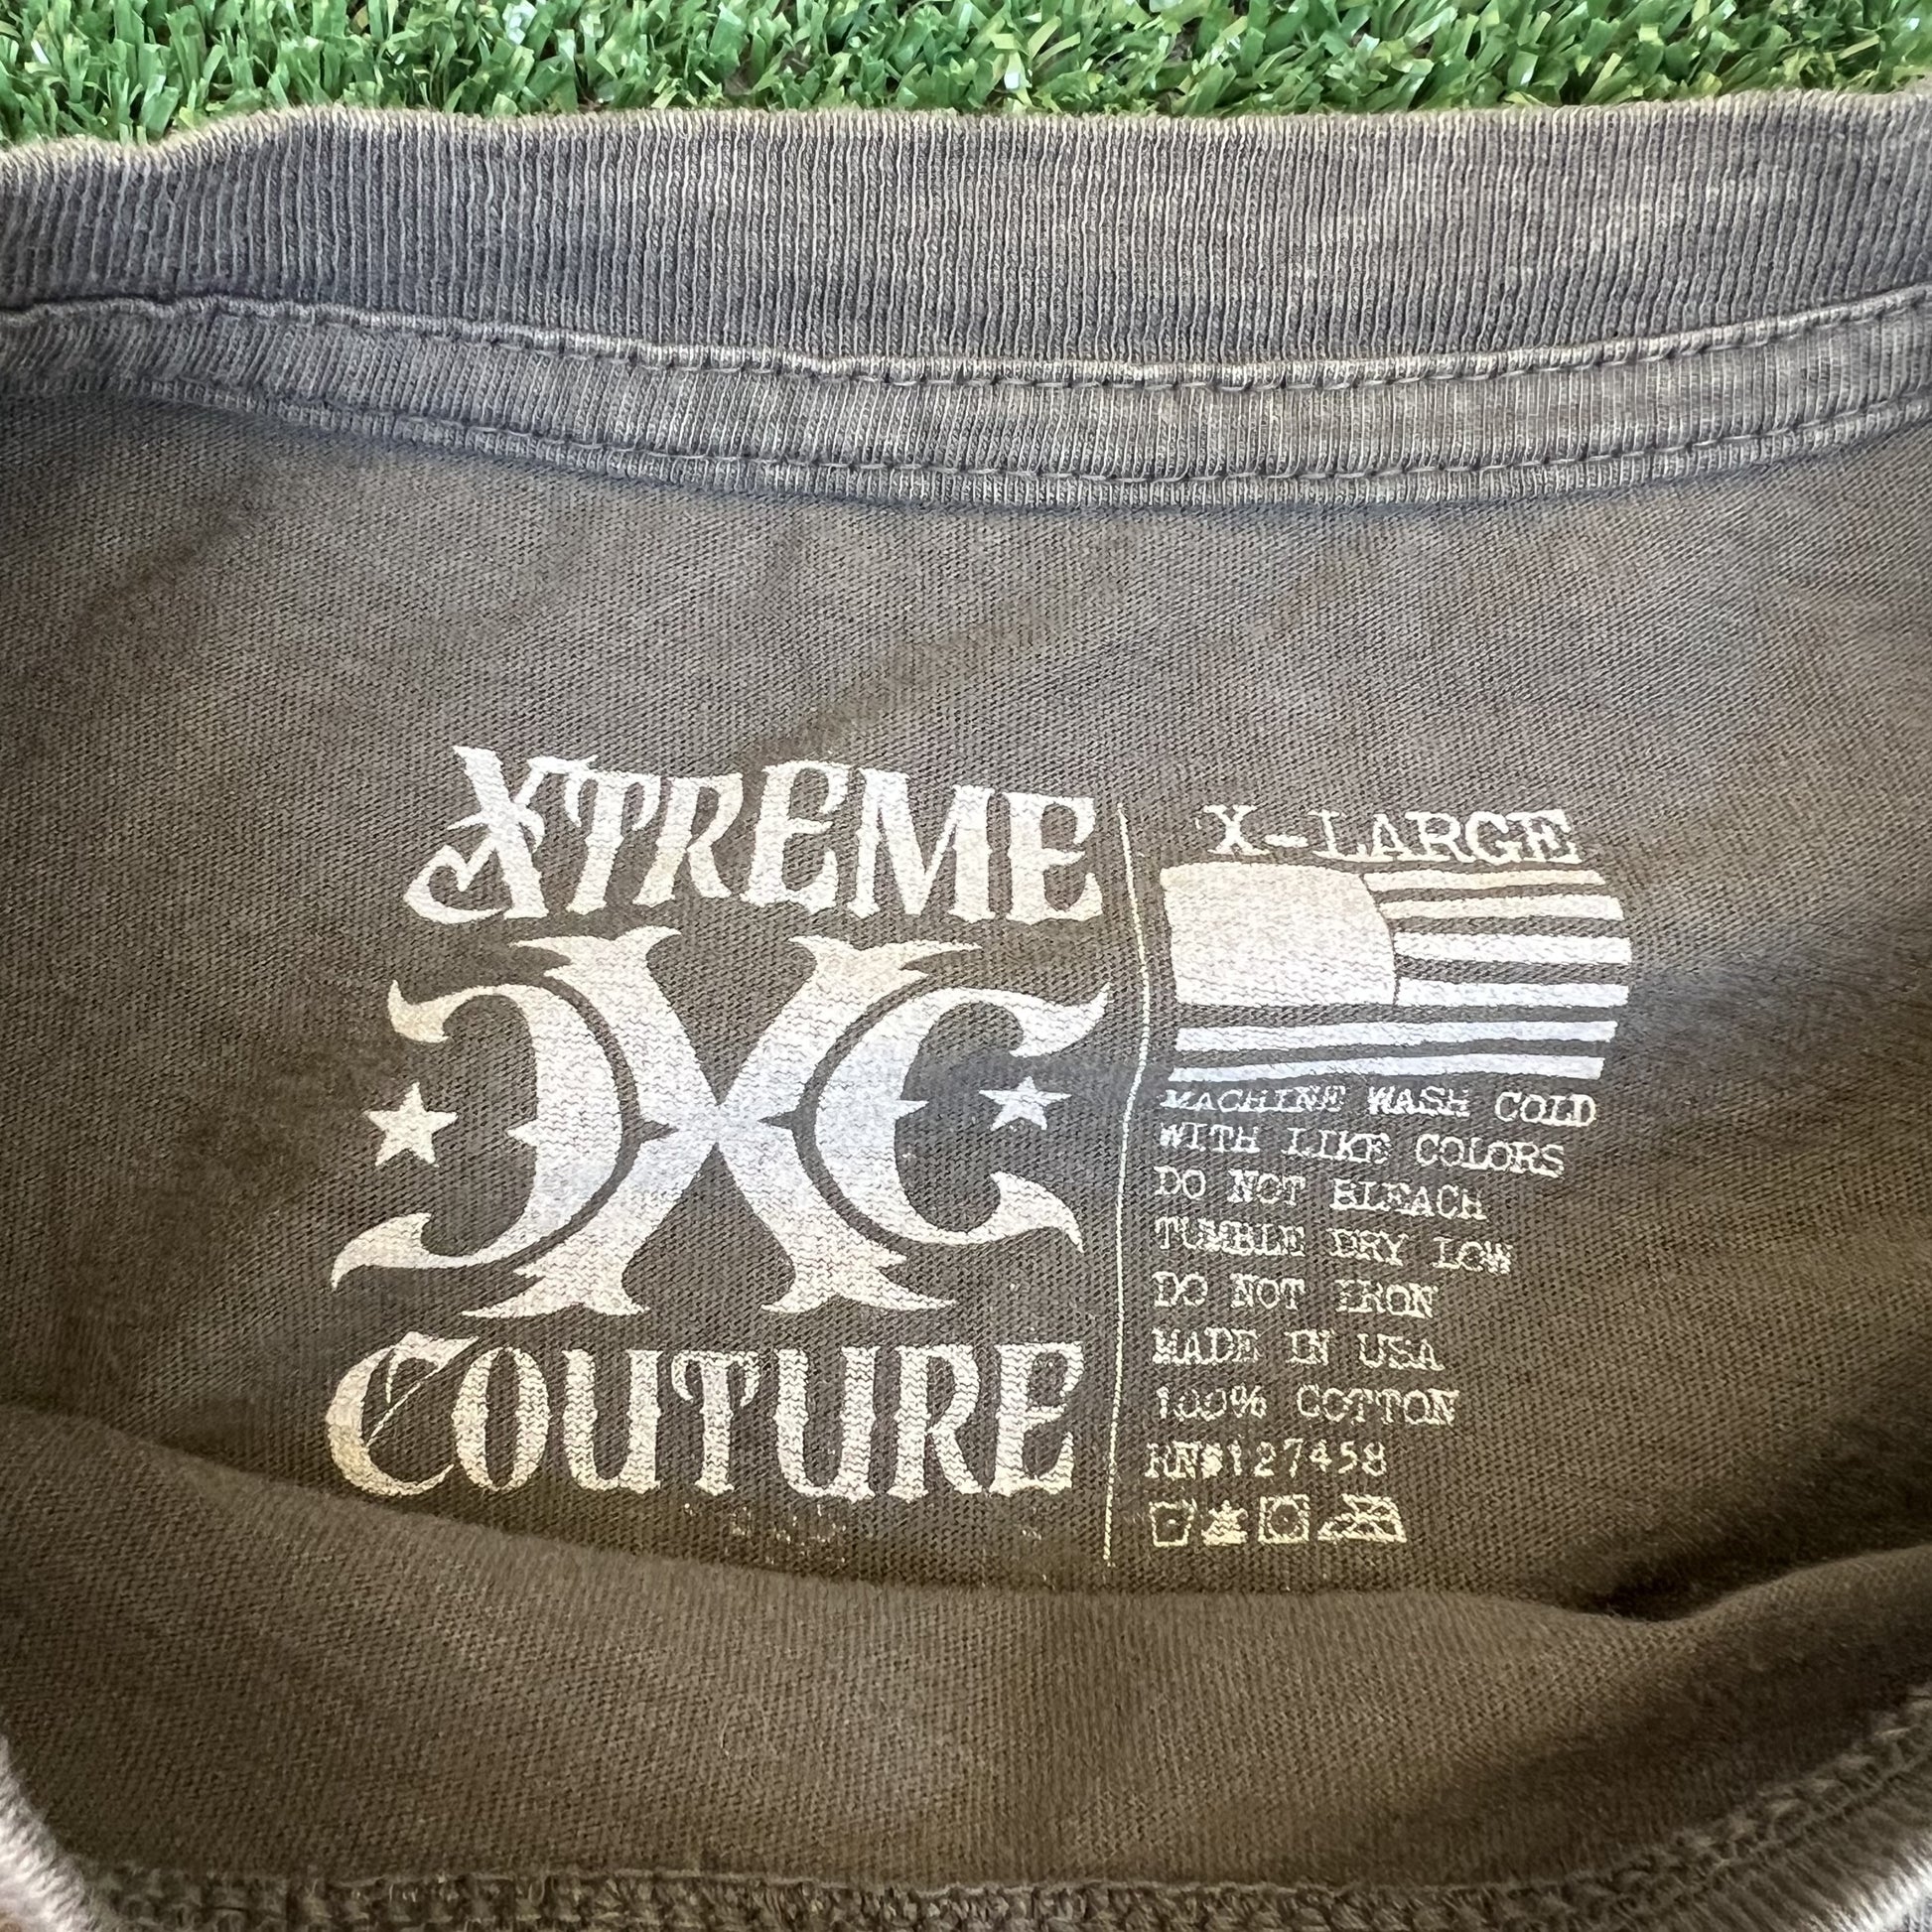 XTREME
XC
COUTURE
X-LARGE
MACHINE WASH COLD
WITH LIKE COLORS
DO NOT BLEACH
TUMBLE DRY LOW
DO NOT IRON
MADE IN USA
100% COTTON
RN#127458